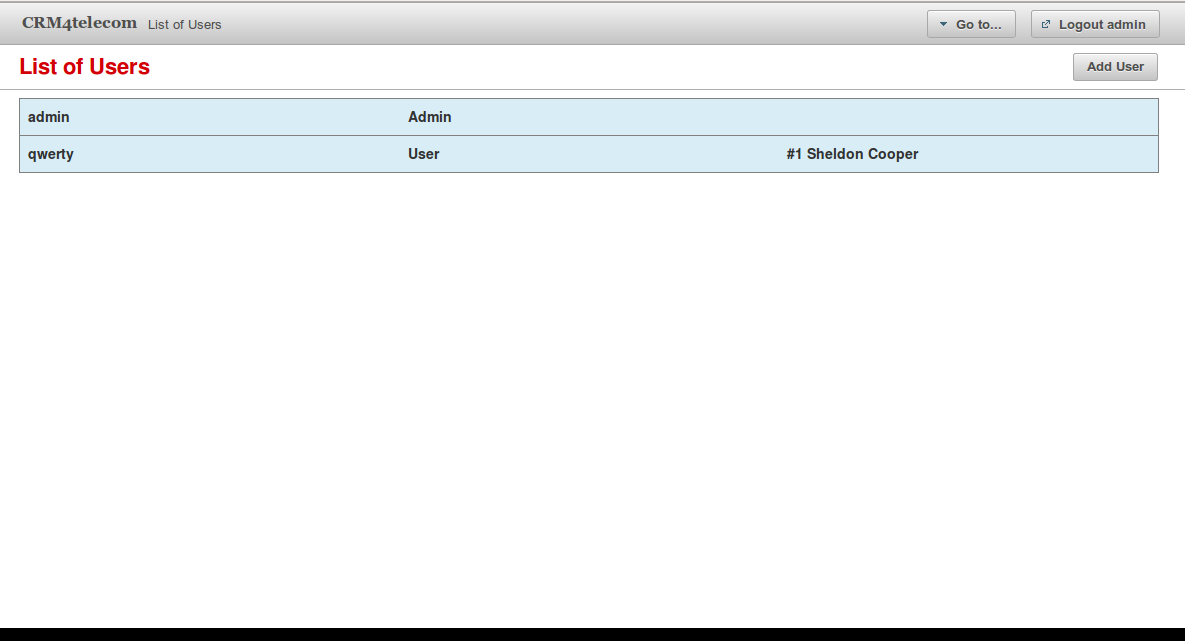 CRM4telecom List of Users Go to... Logout admin
List of Users Add User
admin Admin
qwerty User #1 Sheldon Cooper